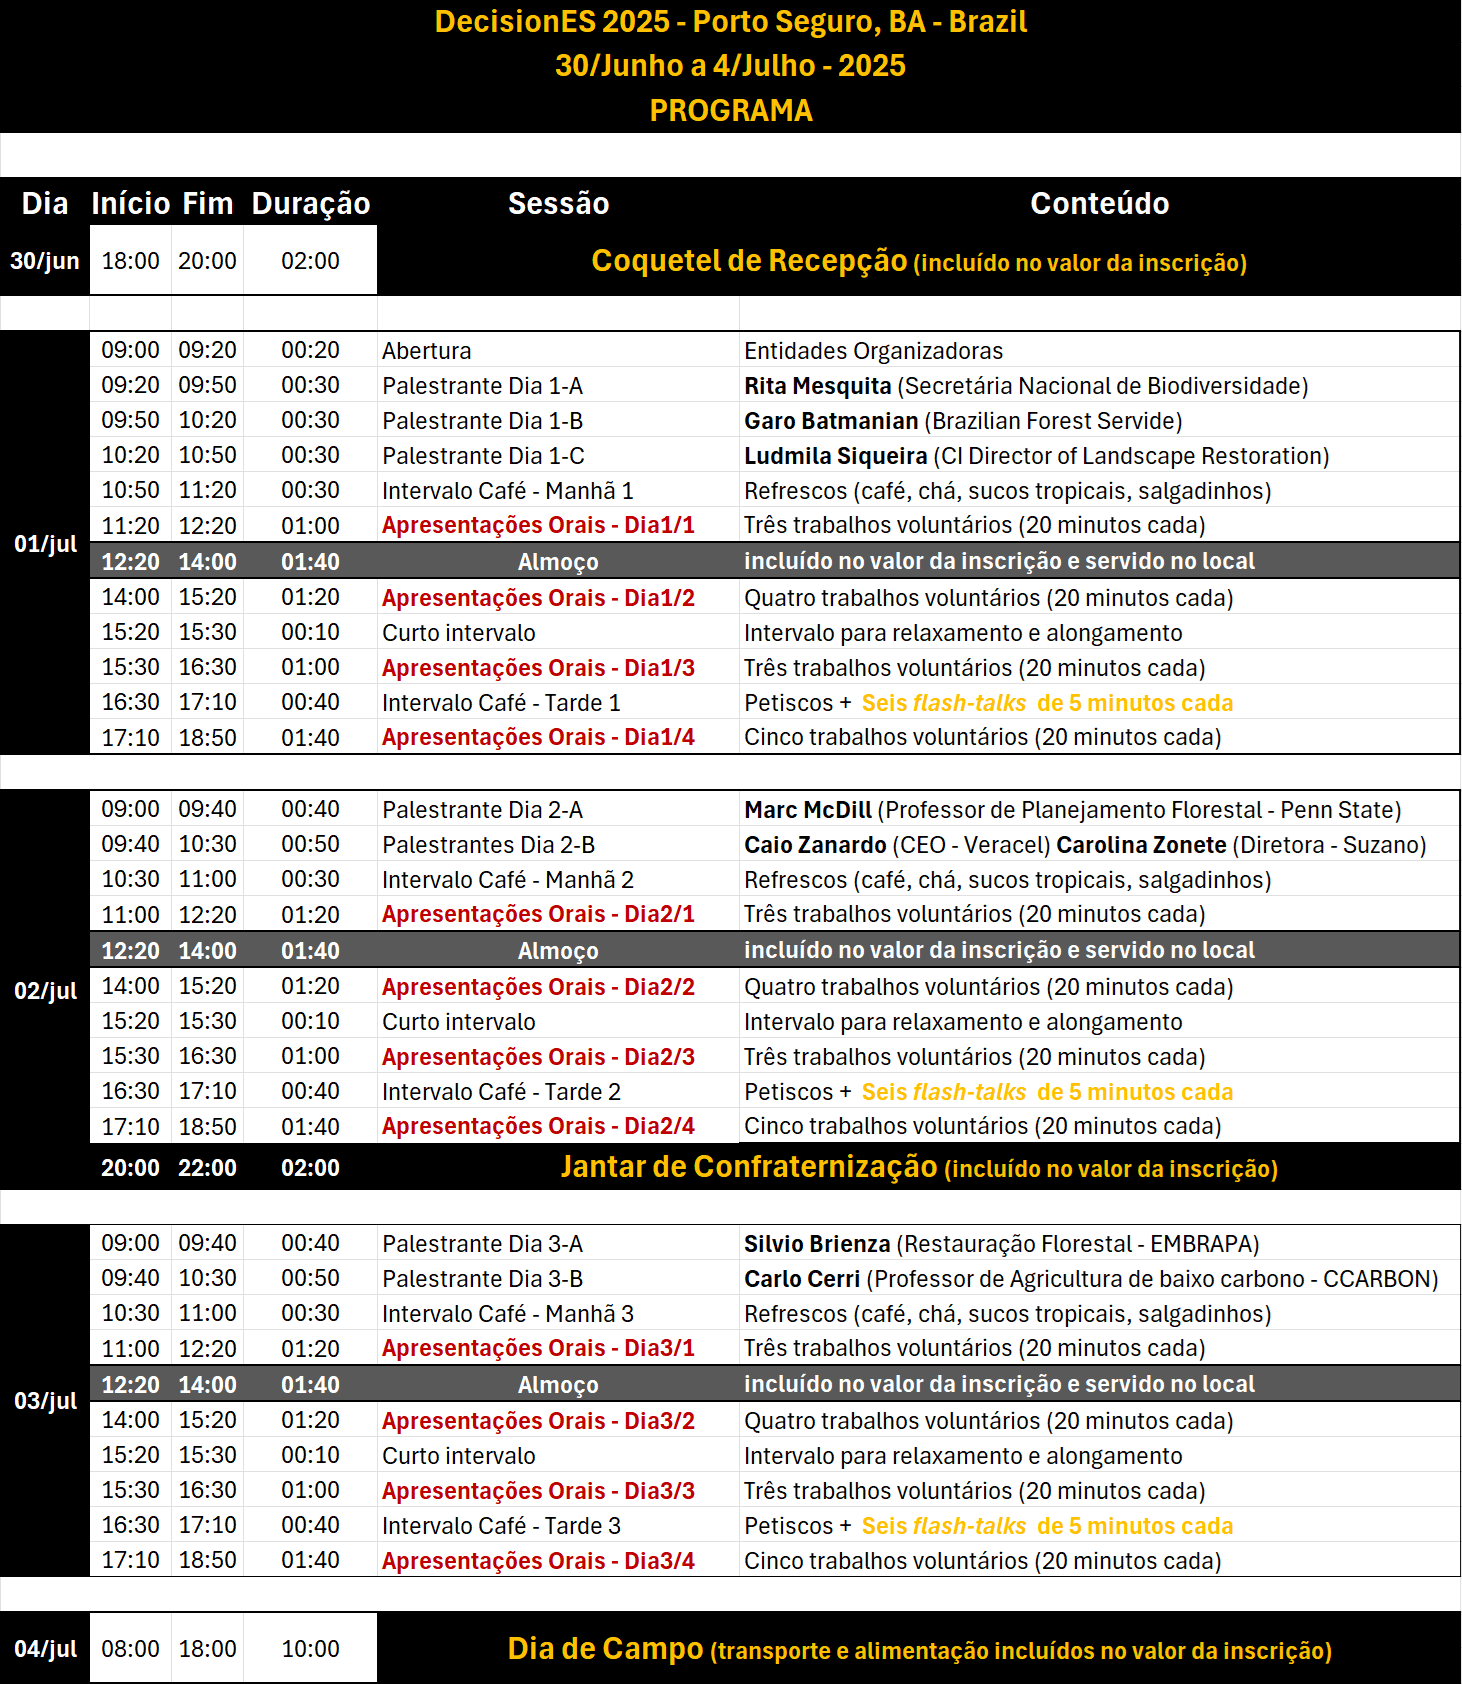 DecisionES 2025 - Porto Seguro, BA - Brazil
30/Junho a 4/Julho - 2025
PROGRAMA
Dia Início Fim Duração Sessão Conteúdo
30/jun 18:00 20:00 02:00 Coquetel de Recepção (incluído no valor da inscrição)
09:00 09:20 00:20 Abertura Entidades Organizadoras
09:20 09:50 00:30 Palestrante Dia 1-A Rita Mesquita (Secretária Nacional de Biodiversidade)
09:50 10:20 00:30 Palestrante Dia 1-B Garo Batmanian (Brazilian Forest Servide)
10:20 10:50 00:30 Palestrante Dia 1-C Ludmila Siqueira (CI Director of Landscape Restoration)
10:50 11:20 00:30 Intervalo Café - Manhã 1 Refrescos (café, chá, sucos tropicais, salgadinhos)
11:20 12:20 01:00 Apresentações Orais - Dia1/1 Três trabalhos voluntários (20 minutos cada)
01/jul
12:20 14:00 01:40 Almoço incluído no valor da inscrição e servido no local
14:00 15:20 01:20 Apresentações Orais - Dia1/2 Quatro trabalhos voluntários (20 minutos cada)
15:20 15:30 00:10 Curto intervalo Intervalo para relaxamento e alongamento
15:30 16:30 01:00 Apresentações Orais - Dia1/3 Três trabalhos voluntários (20 minutos cada)
16:30 17:10 00:40 Intervalo Café - Tarde 1 Petiscos + Seis flash-talks de 5 minutos cada
17:10 18:50 01:40 Apresentações Orais - Dia1/4 Cinco trabalhos voluntários (20 minutos cada)
09:00 09:40 00:40 Palestrante Dia 2-A Marc McDill (Professor de Planejamento Florestal - Penn State)
09:40 10:30 00:50 Palestrantes Dia 2-B Caio Zanardo (CEO - Veracel) Carolina Zonete (Diretora - Suzano)
10:30 11:00 00:30 Intervalo Café - Manhã 2 Refrescos (café, chá, sucos tropicais, salgadinhos)
11:00 12:20 01:20 Apresentações Orais - Dia2/1 Três trabalhos voluntários (20 minutos cada)
12:20 14:00 01:40 Almoço incluído no valor da inscrição e servido no local
02/jul 14:00 15:20 01:20 Apresentações Orais - Dia2/2 Quatro trabalhos voluntários (20 minutos cada)
15:20 15:30 00:10 Curto intervalo Intervalo para relaxamento e alongamento
15:30 16:30 01:00 Apresentações Orais - Dia2/3 Três trabalhos voluntários (20 minutos cada)
16:30 17:10 00:40 Intervalo Café - Tarde 2 Petiscos + Seis flash-talks de 5 minutos cada
17:10 18:50 01:40 Apresentações Orais - Dia2/4 Cinco trabalhos voluntários (20 minutos cada)
20:00 22:00 02:00 Jantar de Confraternização (incluído no valor da inscrição)
09:00 09:40 00:40 Palestrante Dia 3-A Silvio Brienza (Restauração Florestal - EMBRAPA)
09:40 10:30 00:50 Palestrante Dia 3-B Carlo Cerri (Professor de Agricultura de baixo carbono - CCARBON)
10:30 11:00 00:30 Intervalo Café - Manhã 3 Refrescos (café, chá, sucos tropicais, salgadinhos)
11:00 12:20 01:20 Apresentações Orais - Dia3/1 Três trabalhos voluntários (20 minutos cada)
12:20 14:00 01:40 Almoço incluído no valor da inscrição e servido no local
03/jul
14:00 15:20 01:20 Apresentações Orais - Dia3/2 Quatro trabalhos voluntários (20 minutos cada)
15:20 15:30 00:10 Curto intervalo Intervalo para relaxamento e alongamento
15:30 16:30 01:00 Apresentações Orais - Dia3/3 Três trabalhos voluntários (20 minutos cada)
16:30 17:10 00:40 Intervalo Café - Tarde 3 Petiscos + Seis flash-talks de 5 minutos cada
17:10 18:50 01:40 Apresentações Orais - Dia3/4 Cinco trabalhos voluntários (20 minutos cada)
04/jul 08:00 18:00 10:00 Dia de Campo (transporte e alimentação incluídos no valor da inscrição)